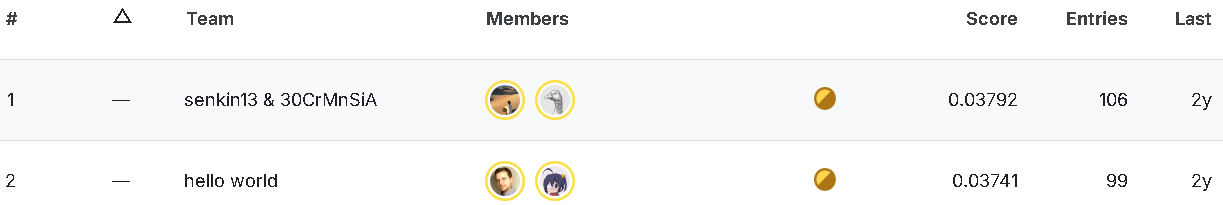 # △ Team Members Score Entries Last
1 — senkin13 & 30CrMnSiA 0.03792 106 2y
2 — hello world 0.03741 99 2y